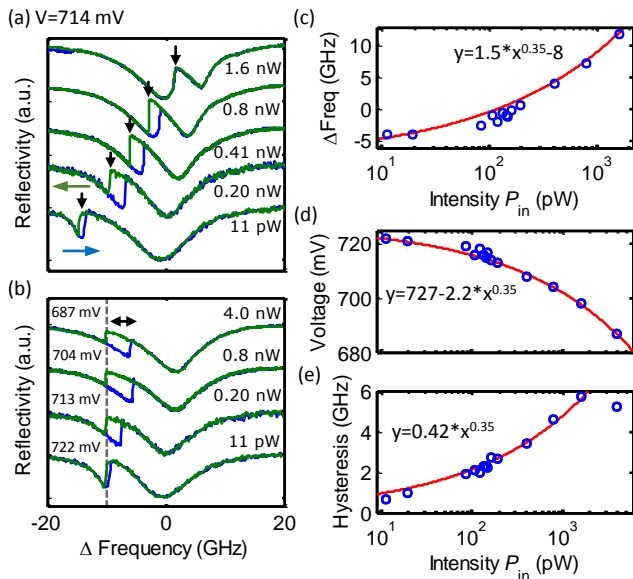 (a) V=714 mV
Reflectivity (a.u.)
1.6 nW
0.8 nW
0.41 nW
0.20 nW
11 pW
(b)
Reflectivity (a.u.)
687 mV
4.0 nW
704 mV
0.8 nW
713 mV
0.20 nW
722 mV
11 pW
-20
0
20
Δ Frequency (GHz)
(c)
ΔFreq (GHz)
10
5
0
-5
y=1.5*x^0.35-8
10^1
10^2
10^3
Intensity P_in (pW)
(d)
Voltage (mV)
720
700
680
y=727-2.2*x^0.35
(e)
Hysteresis (GHz)
6
4
2
0
y=0.42*x^0.35
10^1
10^2
10^3
Intensity P_in (pW)